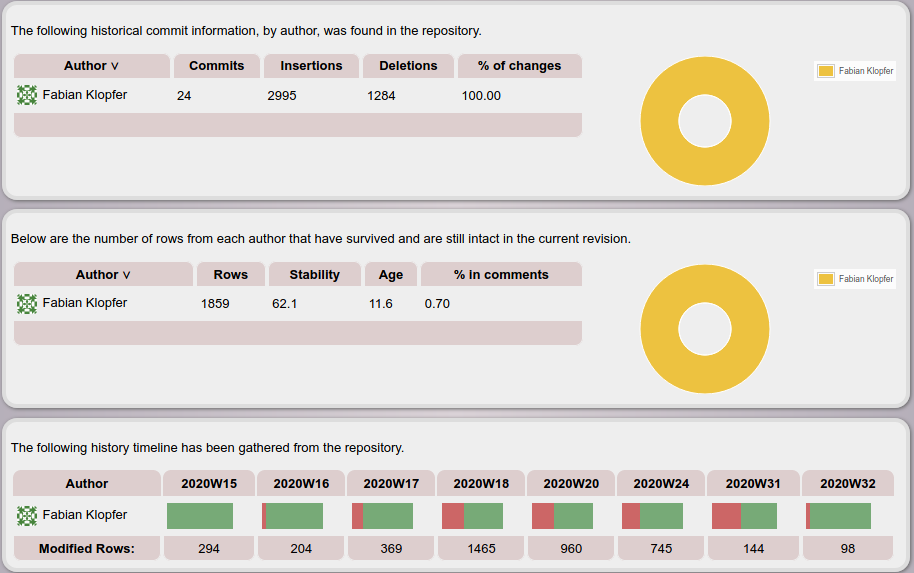 The following historical commit information, by author, was found in the repository.
Author ∨ Commits Insertions Deletions % of changes
Fabian Klopfer 24 2995 1284 100.00
Fabian Klopfer
Below are the number of rows from each author that have survived and are still intact in the current revision.
Author ∨ Rows Stability Age % in comments
Fabian Klopfer 1859 62.1 11.6 0.70
Fabian Klopfer
The following history timeline has been gathered from the repository.
Author 2020W15 2020W16 2020W17 2020W18 2020W20 2020W24 2020W31 2020W32
Fabian Klopfer
Modified Rows: 294 204 369 1465 960 745 144 98